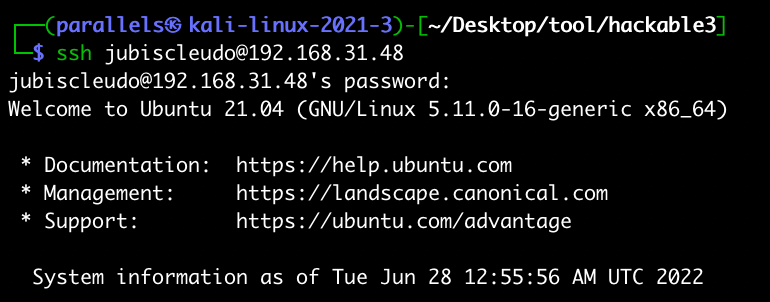 ┌──(parallels㉿kali-linux-2021-3)-[~/Desktop/tool/hackable3]
└─$ ssh jubiscleudo@192.168.31.48
jubiscleudo@192.168.31.48's password:
Welcome to Ubuntu 21.04 (GNU/Linux 5.11.0-16-generic x86_64)
* Documentation:  https://help.ubuntu.com
* Management:     https://landscape.canonical.com
* Support:        https://ubuntu.com/advantage
System information as of Tue Jun 28 12:55:56 AM UTC 2022